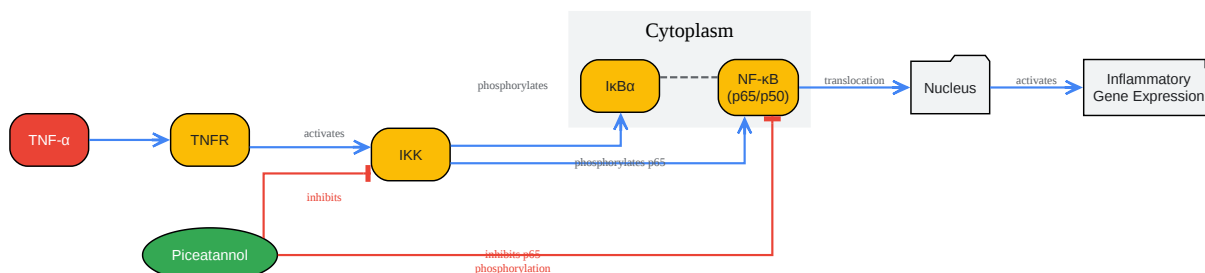 Cytoplasm
phosphorylates
IκBα
NF-κB
(p65/p50)
translocation
Nucleus
activates
Inflammatory
Gene Expression
TNF-α
TNFR
activates
IKK
phosphorylates p65
inhibits
Piceatannol
inhibits p65
phosphorylation